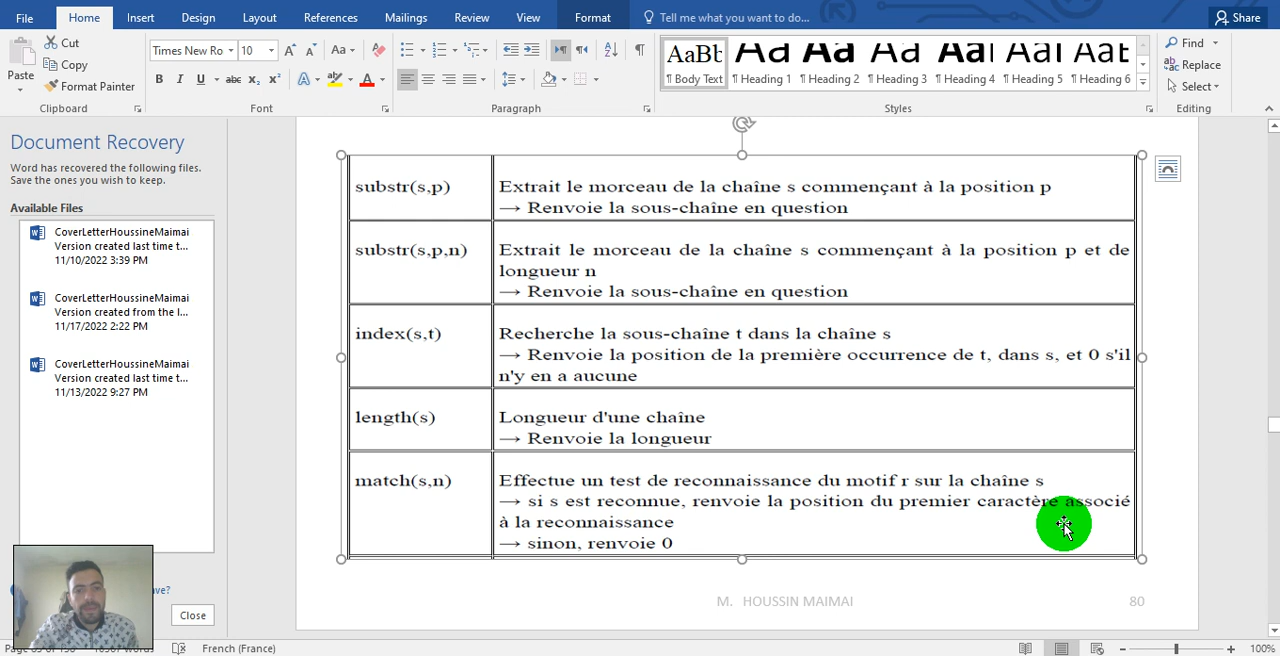 File Home Insert Design Layout References Mailings Review View Format Tell me what you want to do... Share
Paste
Cut
Copy
Format Painter
Times New Ro 10 Aa
B I U abc X₂ X² A A
AaBb AaBb
¶ Body Text ¶ Heading 1 ¶ Heading 2 ¶ Heading 3 ¶ Heading 4 ¶ Heading 5 ¶ Heading 6
Find
Replace
Select
Clipboard Font Paragraph Styles Editing
Document Recovery
Word has recovered the following files.
Save the ones you wish to keep.
Available Files
CoverLetterHoussineMaimai
Version created last time t...
11/10/2022 3:39 PM
CoverLetterHoussineMaimai
Version created from the l...
11/17/2022 2:22 PM
CoverLetterHoussineMaimai
Version created last time t...
11/13/2022 9:27 PM
Close
substr(s,p)
Extrait le morceau de la chaîne s commençant à la position p
→ Renvoie la sous-chaîne en question
substr(s,p,n)
Extrait le morceau de la chaîne s commençant à la position p et de
longueur n
→ Renvoie la sous-chaîne en question
index(s,t)
Recherche la sous-chaîne t dans la chaîne s
→ Renvoie la position de la première occurrence de t, dans s, et 0 s'il
n'y en a aucune
length(s)
Longueur d'une chaîne
→ Renvoie la longueur
match(s,n)
Effectue un test de reconnaissance du motif r sur la chaîne s
→ si s est reconnue, renvoie la position du premier caractère associé
à la reconnaissance
→ sinon, renvoie 0
M. HOUSSIN MAIMAI 80
French (France) 100%